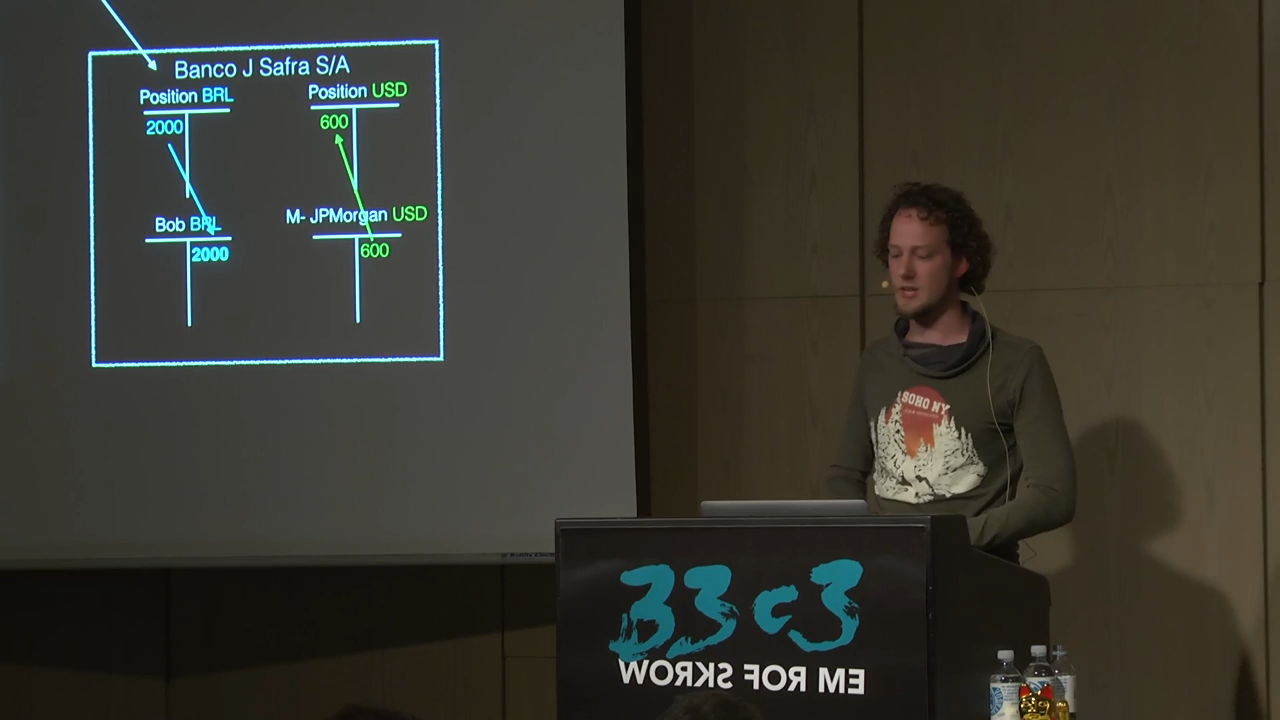 Banco J Safra S/A
Position BRL
Position USD
2000
600
Bob BRL
M- JPMorgan USD
2000
600
SOHO NY
33c3
WORKS FOR ME